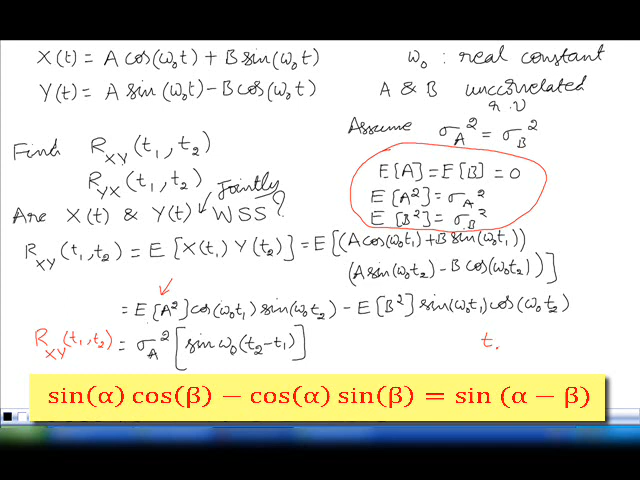 X(t) = A cos(ω₀t) + B sin(ω₀t)
Y(t) = A sin(ω₀t) − B cos(ω₀t)
ω₀ : real constant
A & B uncorrelated
r.v
Assume σ_A² = σ_B²
Find R_XY(t₁, t₂)
R_YX(t₁, t₂)
E[A] = E[B] = 0
E[A²] = σ_A²
E[B²] = σ_B²
Jointly
Are X(t) & Y(t) WSS?
R_XY(t₁, t₂) = E[X(t₁) Y(t₂)] = E[(A cos(ω₀t₁) + B sin(ω₀t₁))
(A sin(ω₀t₂) − B cos(ω₀t₂))]
= E[A²] cos(ω₀t₁) sin(ω₀t₂) − E[B²] sin(ω₀t₁) cos(ω₀t₂)
R_XY(t₁, t₂) = σ_A² [sin ω₀(t₂ − t₁)]
t.
sin(α) cos(β) − cos(α) sin(β) = sin (α − β)